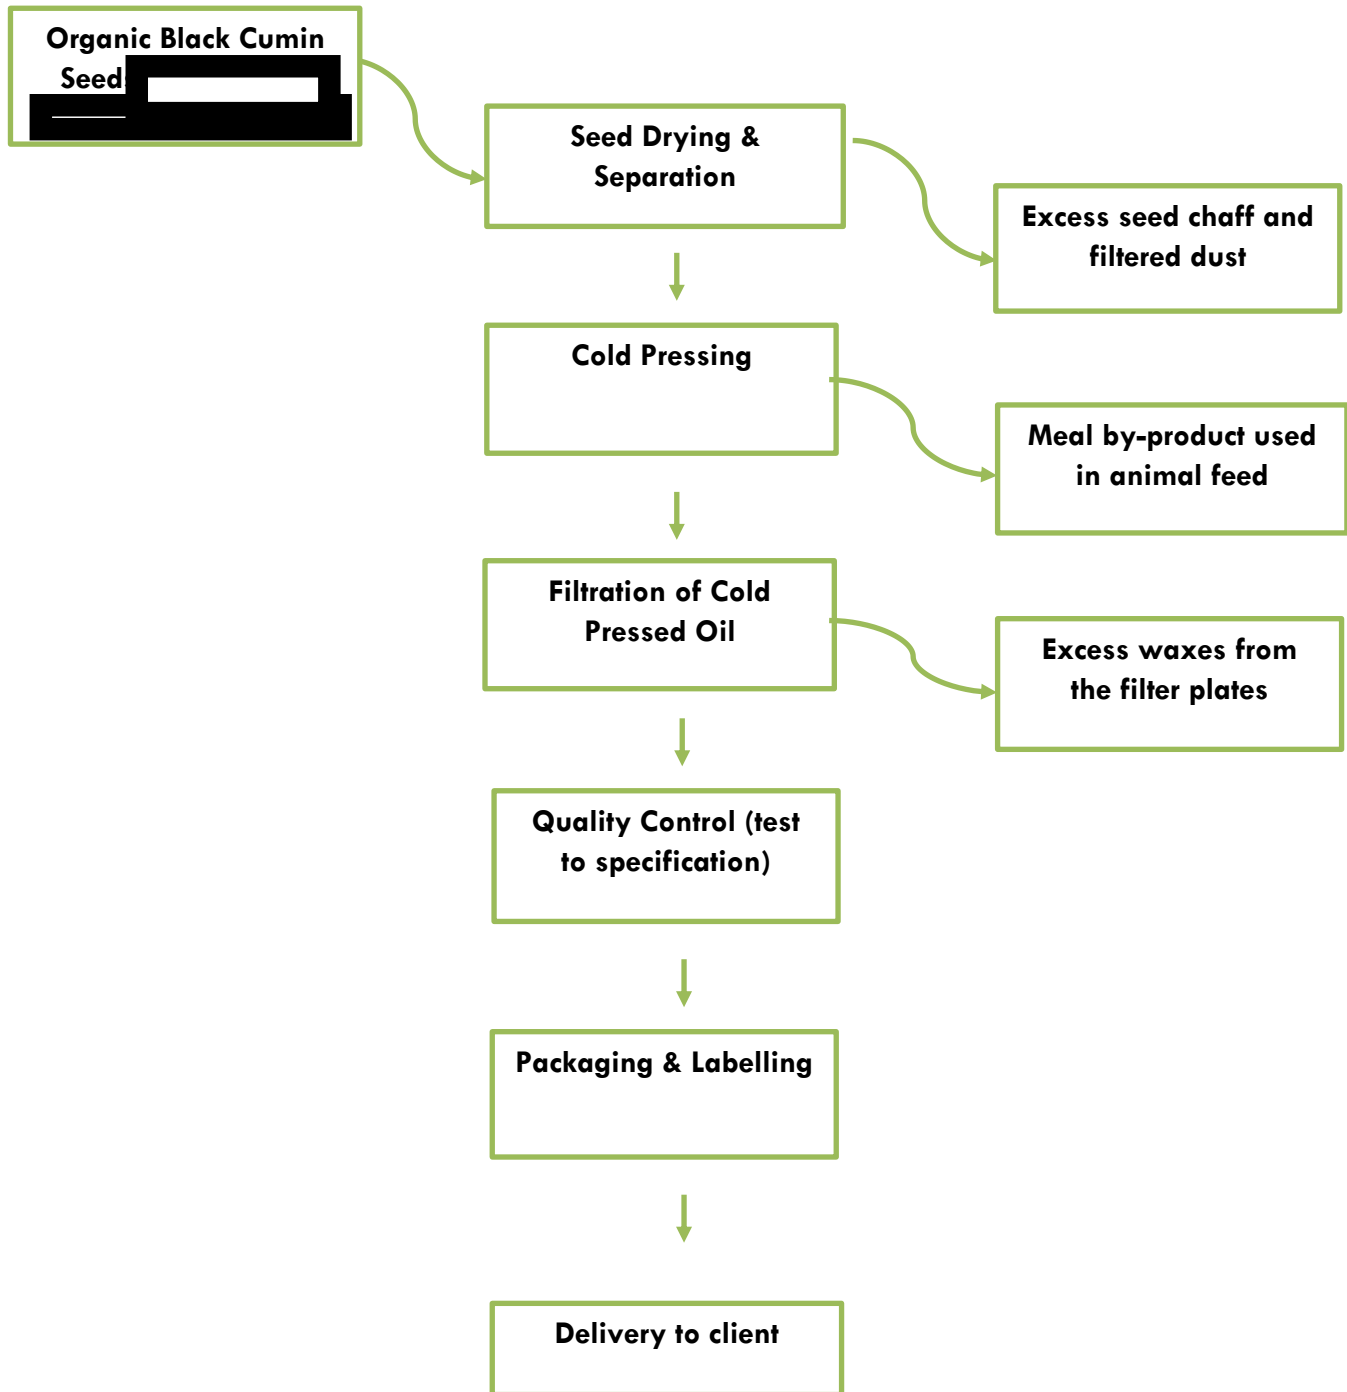 Organic Black Cumin
Seed
Seed Drying &
Separation
Excess seed chaff and
filtered dust
Cold Pressing
Meal by-product used
in animal feed
Filtration of Cold
Pressed Oil
Excess waxes from
the filter plates
Quality Control (test
to specification)
Packaging & Labelling
Delivery to client